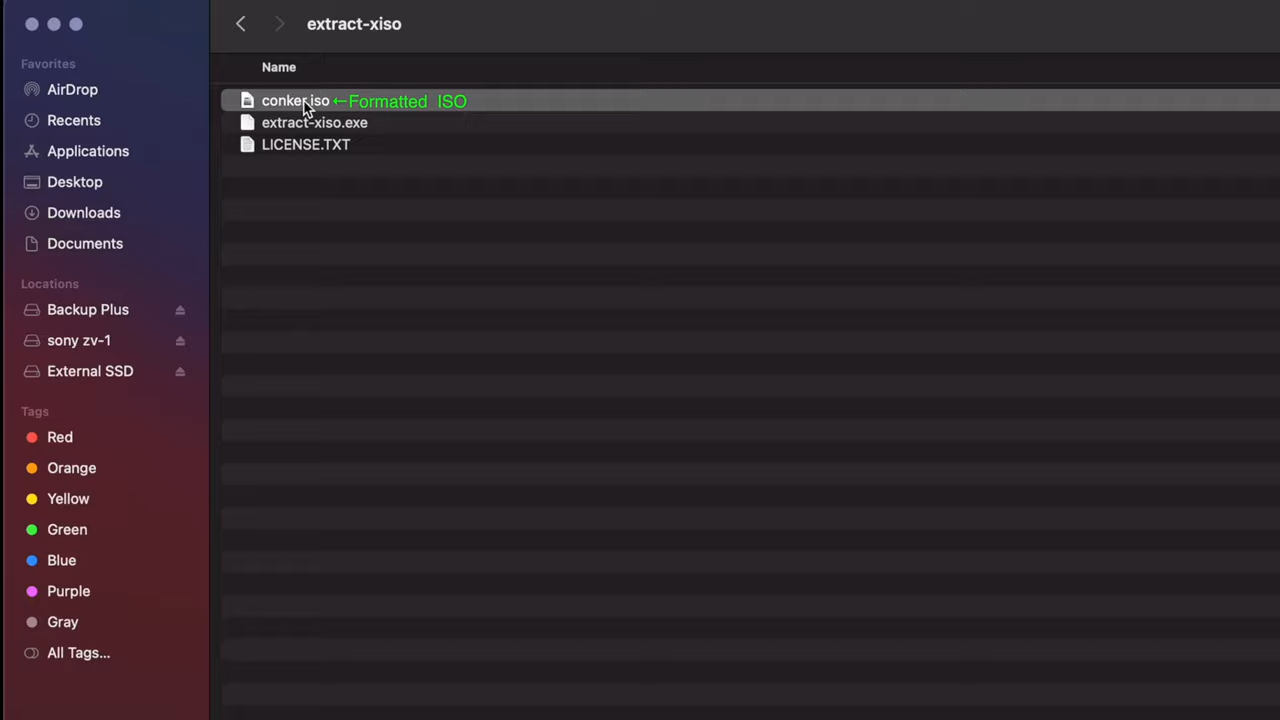 extract-xiso
Favorites
AirDrop
Recents
Applications
Desktop
Downloads
Documents
Locations
Backup Plus
sony zv-1
External SSD
Tags
Red
Orange
Yellow
Green
Blue
Purple
Gray
All Tags...
Name
conker.iso ←Formatted ISO
extract-xiso.exe
LICENSE.TXT